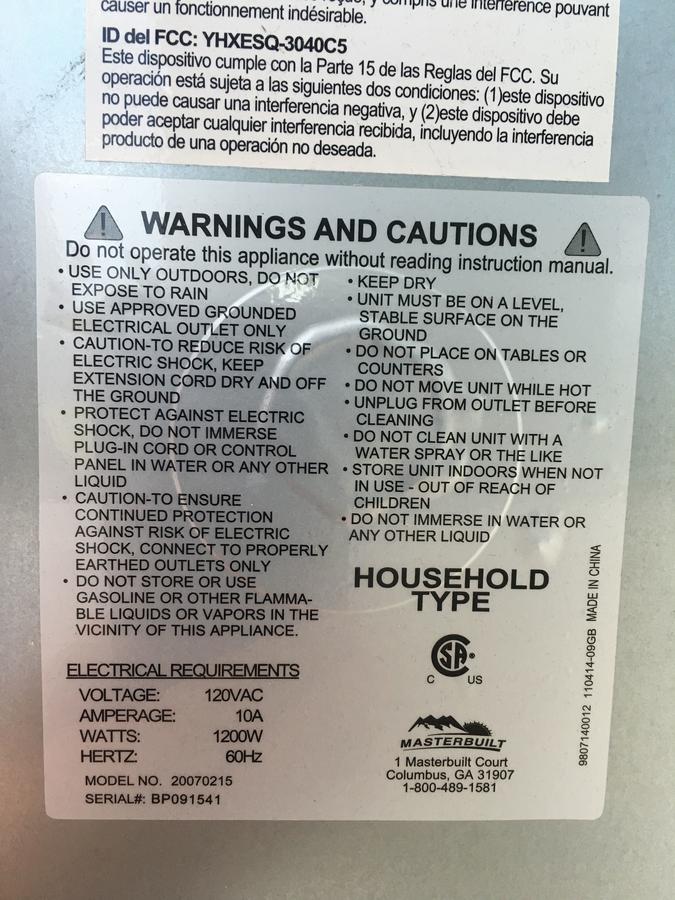 causer un fonctionnement indésirable.
y compris une interférence pouvant
ID del FCC: YHXESQ-3040C5
Este dispositivo cumple con la Parte 15 de las Reglas del FCC. Su
operación está sujeta a las siguientes dos condiciones: (1)este dispositivo
no puede causar una interferencia negativa, y (2)este dispositivo debe
poder aceptar cualquier interferencia recibida, incluyendo la interferencia
producto de una operación no deseada.
WARNINGS AND CAUTIONS
Do not operate this appliance without reading instruction manual.
• USE ONLY OUTDOORS, DO NOT
EXPOSE TO RAIN
• USE APPROVED GROUNDED
ELECTRICAL OUTLET ONLY
• CAUTION-TO REDUCE RISK OF
ELECTRIC SHOCK, KEEP
EXTENSION CORD DRY AND OFF
THE GROUND
• PROTECT AGAINST ELECTRIC
SHOCK, DO NOT IMMERSE
PLUG-IN CORD OR CONTROL
PANEL IN WATER OR ANY OTHER
LIQUID
• CAUTION-TO ENSURE
CONTINUED PROTECTION
AGAINST RISK OF ELECTRIC
SHOCK, CONNECT TO PROPERLY
EARTHED OUTLETS ONLY
• DO NOT STORE OR USE
GASOLINE OR OTHER FLAMMA-
BLE LIQUIDS OR VAPORS IN THE
VICINITY OF THIS APPLIANCE.
• KEEP DRY
• UNIT MUST BE ON A LEVEL,
STABLE SURFACE ON THE
GROUND
• DO NOT PLACE ON TABLES OR
COUNTERS
• DO NOT MOVE UNIT WHILE HOT
• UNPLUG FROM OUTLET BEFORE
CLEANING
• DO NOT CLEAN UNIT WITH A
WATER SPRAY OR THE LIKE
• STORE UNIT INDOORS WHEN NOT
IN USE - OUT OF REACH OF
CHILDREN
• DO NOT IMMERSE IN WATER OR
ANY OTHER LIQUID
HOUSEHOLD
TYPE
ELECTRICAL REQUIREMENTS
VOLTAGE: 120VAC
AMPERAGE: 10A
WATTS: 1200W
HERTZ: 60Hz
MODEL NO. 20070215
SERIAL#: BP091541
SA ®
C US
MASTERBUILT
1 Masterbuilt Court
Columbus, GA 31907
1-800-489-1581
9807140012 110414-09GB MADE IN CHINA